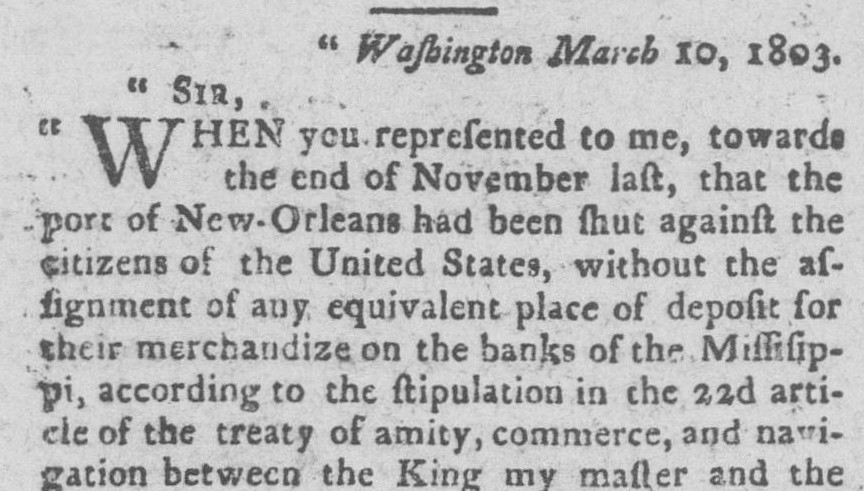 “ Waſhington March 10, 1803.
“ SIR,
“ WHEN you repreſented to me, towards
the end of November laſt, that the
port of New-Orleans had been ſhut againſt the
citizens of the United States, without the aſ-
ſignment of any equivalent place of depoſit for
their merchandize on the banks of the Miſſiſip-
pi, according to the ſtipulation in the 22d arti-
cle of the treaty of amity, commerce, and navi-
gation between the King my maſter and the